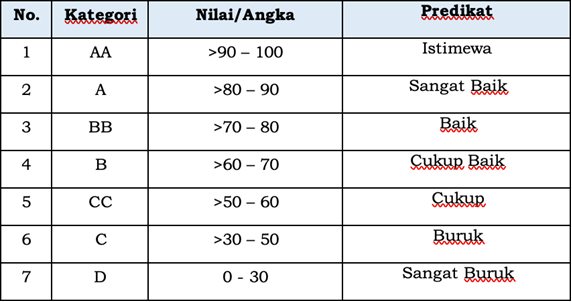 No. Kategori Nilai/Angka Predikat
1 AA >90 – 100 Istimewa
2 A >80 – 90 Sangat Baik
3 BB >70 – 80 Baik
4 B >60 – 70 Cukup Baik
5 CC >50 – 60 Cukup
6 C >30 – 50 Buruk
7 D 0 - 30 Sangat Buruk